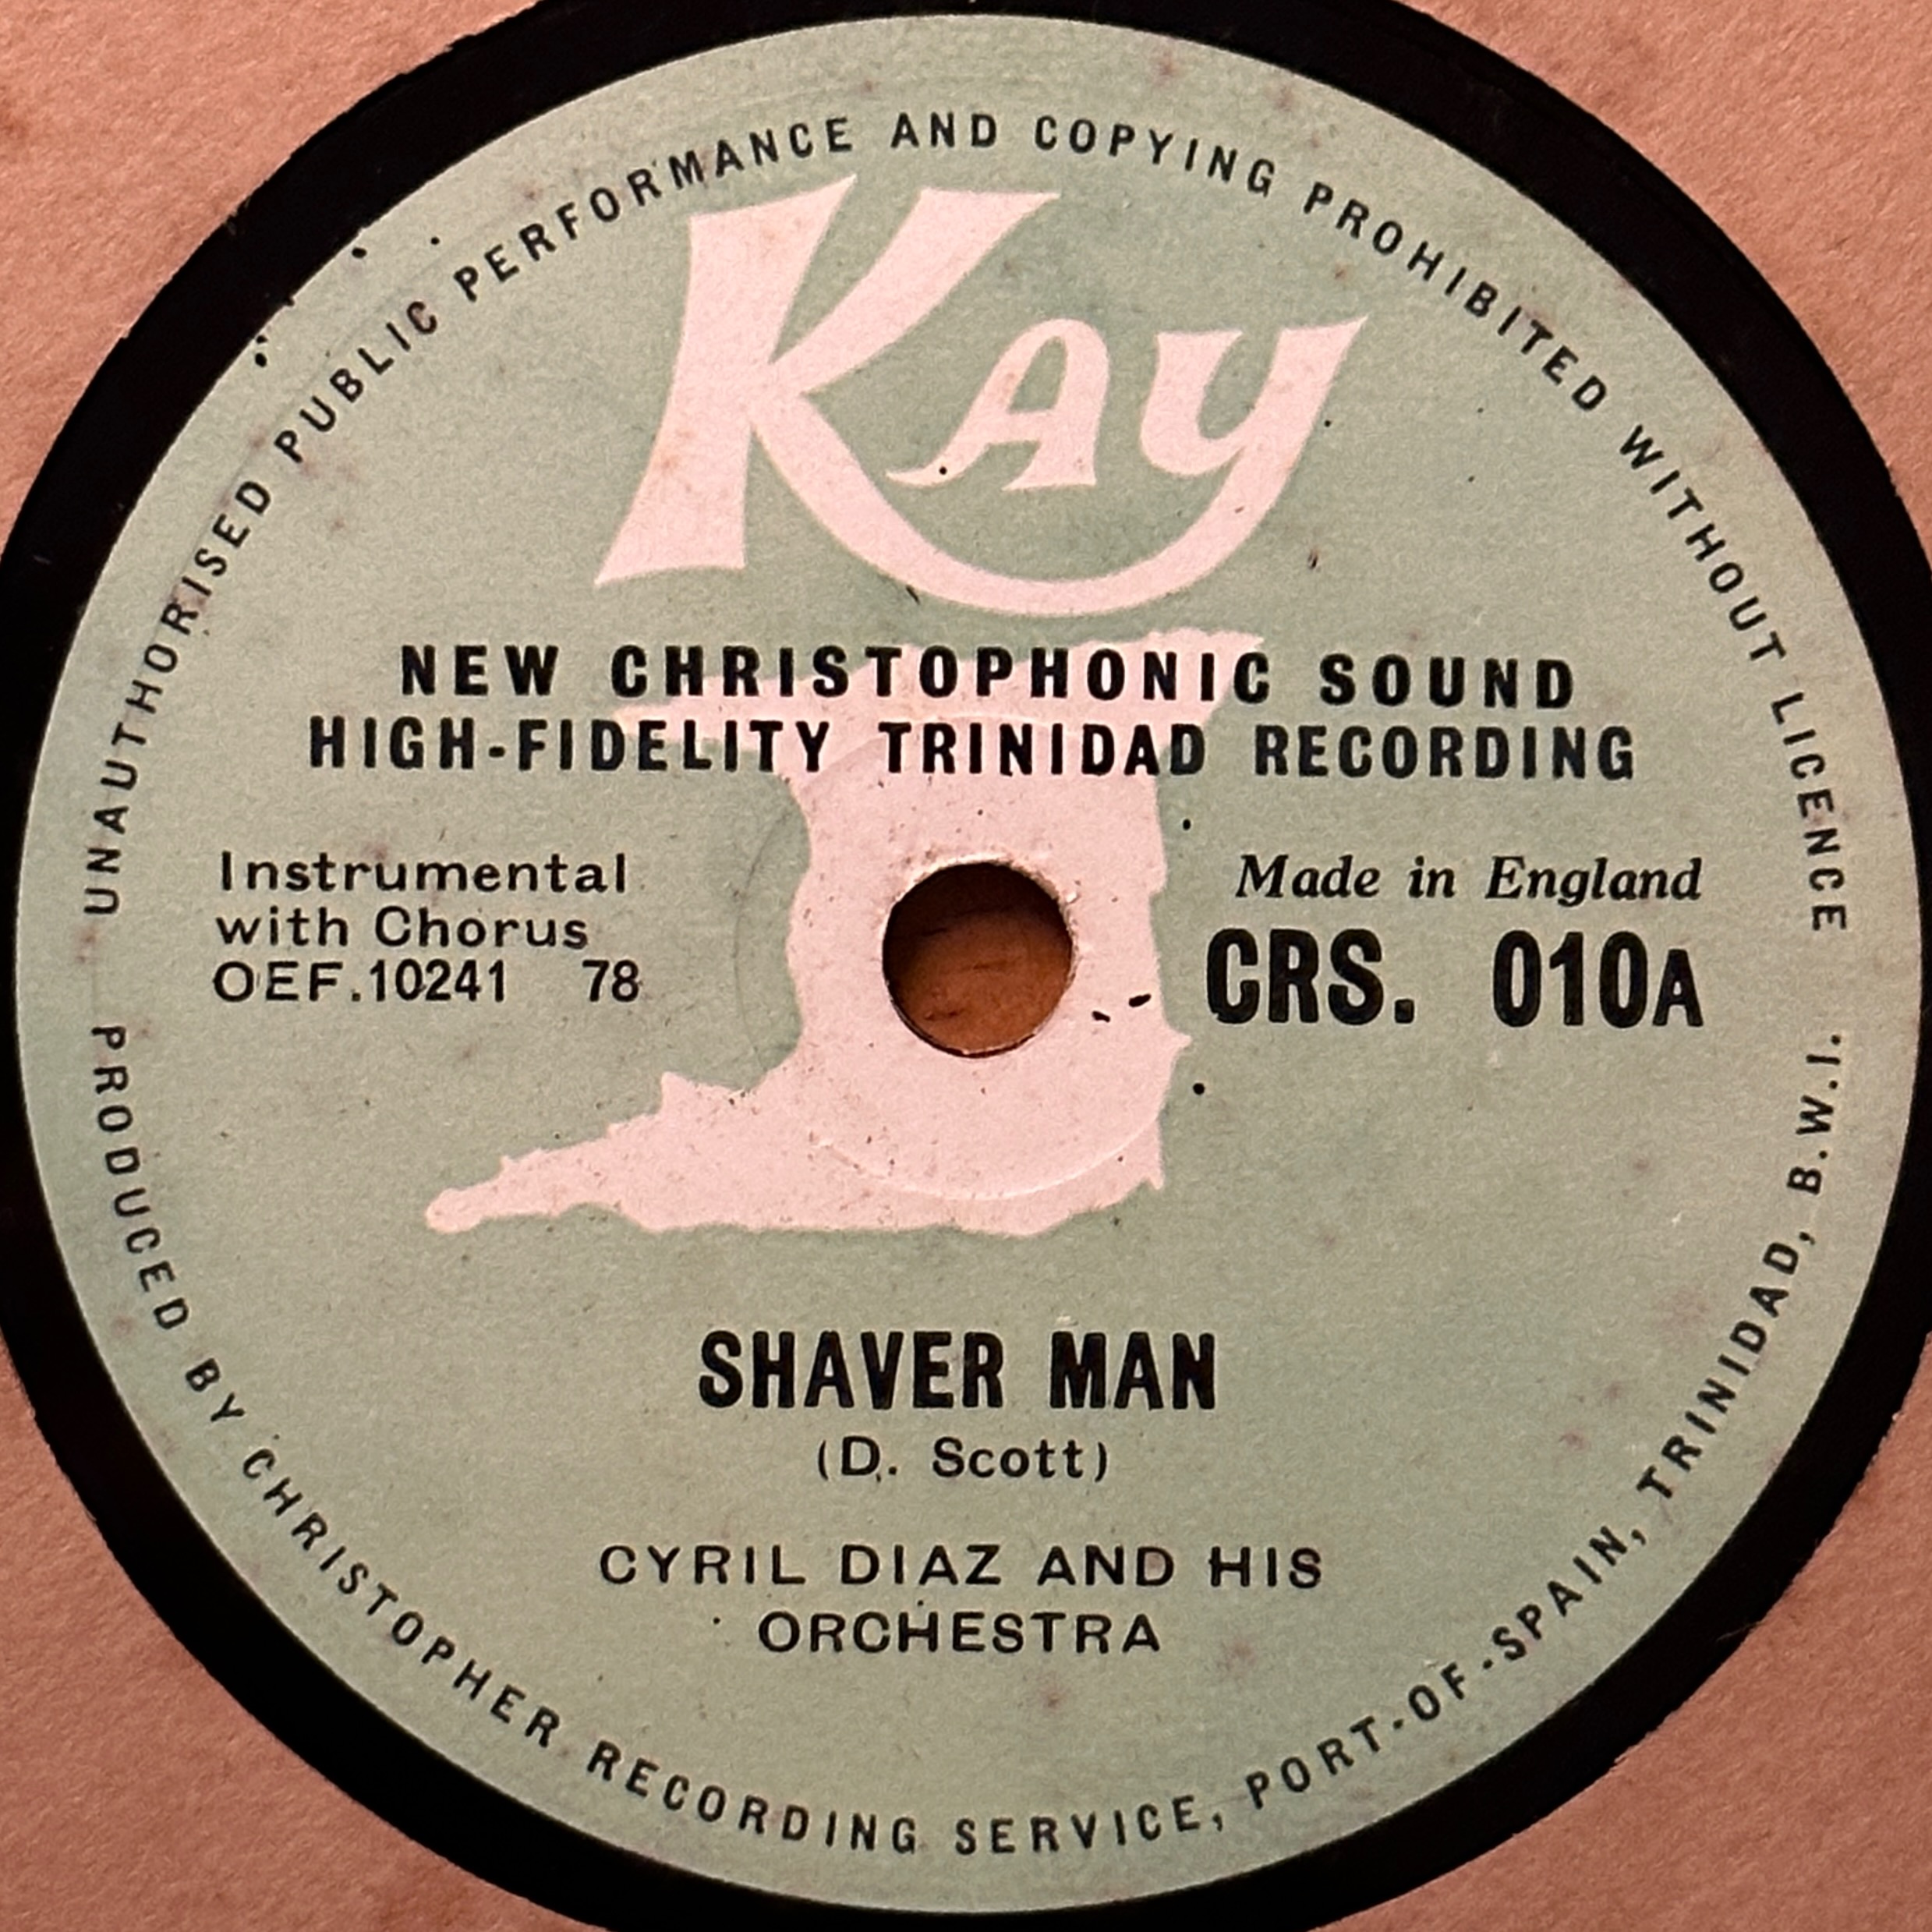 UNAUTHORISED PUBLIC PERFORMANCE AND COPYING PROHIBITED WITHOUT LICENCE
KAY
NEW CHRISTOPHONIC SOUND
HIGH-FIDELITY TRINIDAD RECORDING
Instrumental
with Chorus
OEF.10241 78
Made in England
CRS. 010A
SHAVER MAN
(D. Scott)
CYRIL DIAZ AND HIS
ORCHESTRA
PRODUCED BY CHRISTOPHER RECORDING SERVICE, PORT-OF-SPAIN, TRINIDAD, B.W.I.